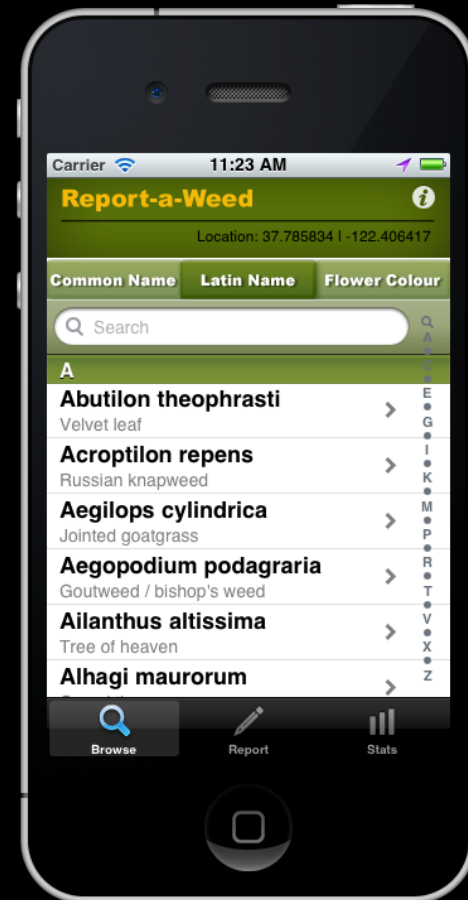 Carrier 11:23 AM
Report-a-Weed
Location: 37.785834 | -122.406417
Common Name Latin Name Flower Colour
Search
A
Abutilon theophrasti
Velvet leaf
Acroptilon repens
Russian knapweed
Aegilops cylindrica
Jointed goatgrass
Aegopodium podagraria
Goutweed / bishop's weed
Ailanthus altissima
Tree of heaven
Alhagi maurorum
A
E
G
I
K
M
P
R
T
V
X
Z
Browse Report Stats